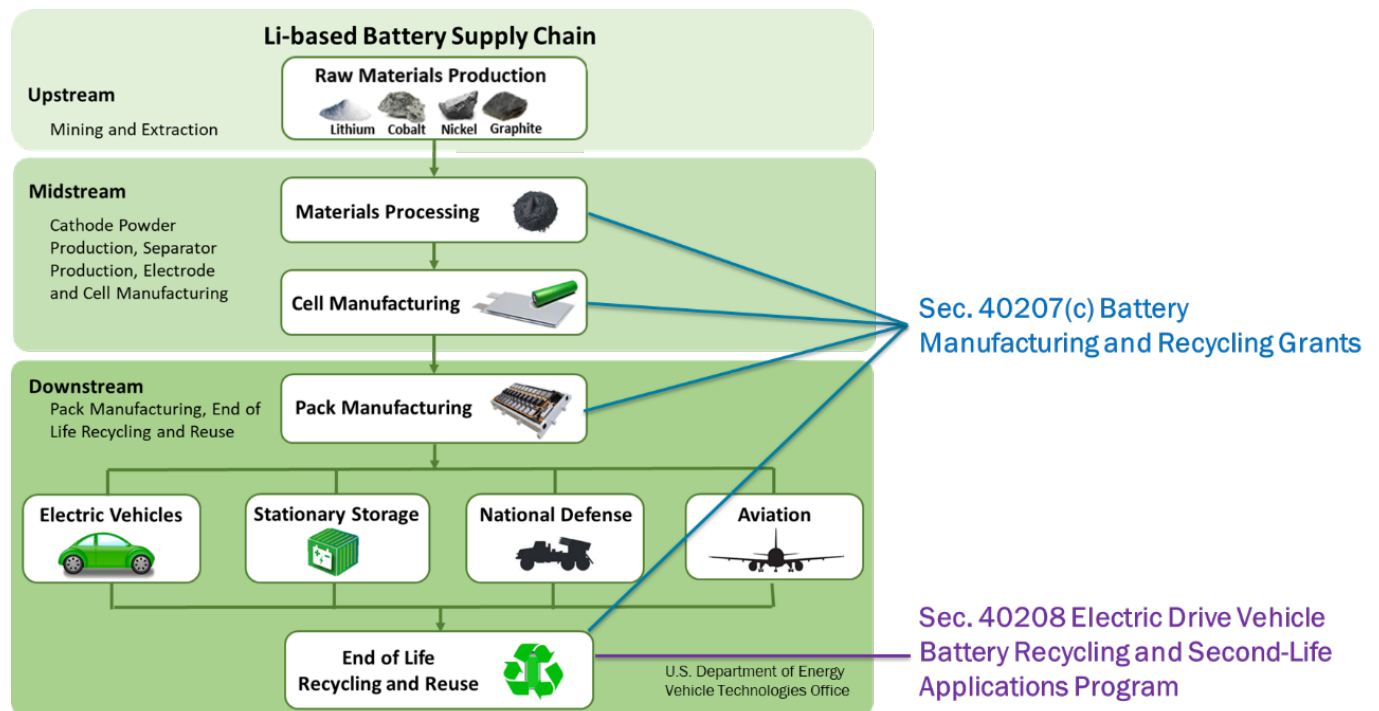 Li-based Battery Supply Chain
Raw Materials Production
Lithium Cobalt Nickel Graphite
Upstream
Mining and Extraction
Midstream
Cathode Powder
Production, Separator
Production, Electrode
and Cell Manufacturing
Materials Processing
Cell Manufacturing
Downstream
Pack Manufacturing, End of
Life Recycling and Reuse
Pack Manufacturing
Electric Vehicles
Stationary Storage
National Defense
Aviation
End of Life
Recycling and Reuse
U.S. Department of Energy
Vehicle Technologies Office
Sec. 40207(c) Battery
Manufacturing and Recycling Grants
Sec. 40208 Electric Drive Vehicle
Battery Recycling and Second-Life
Applications Program